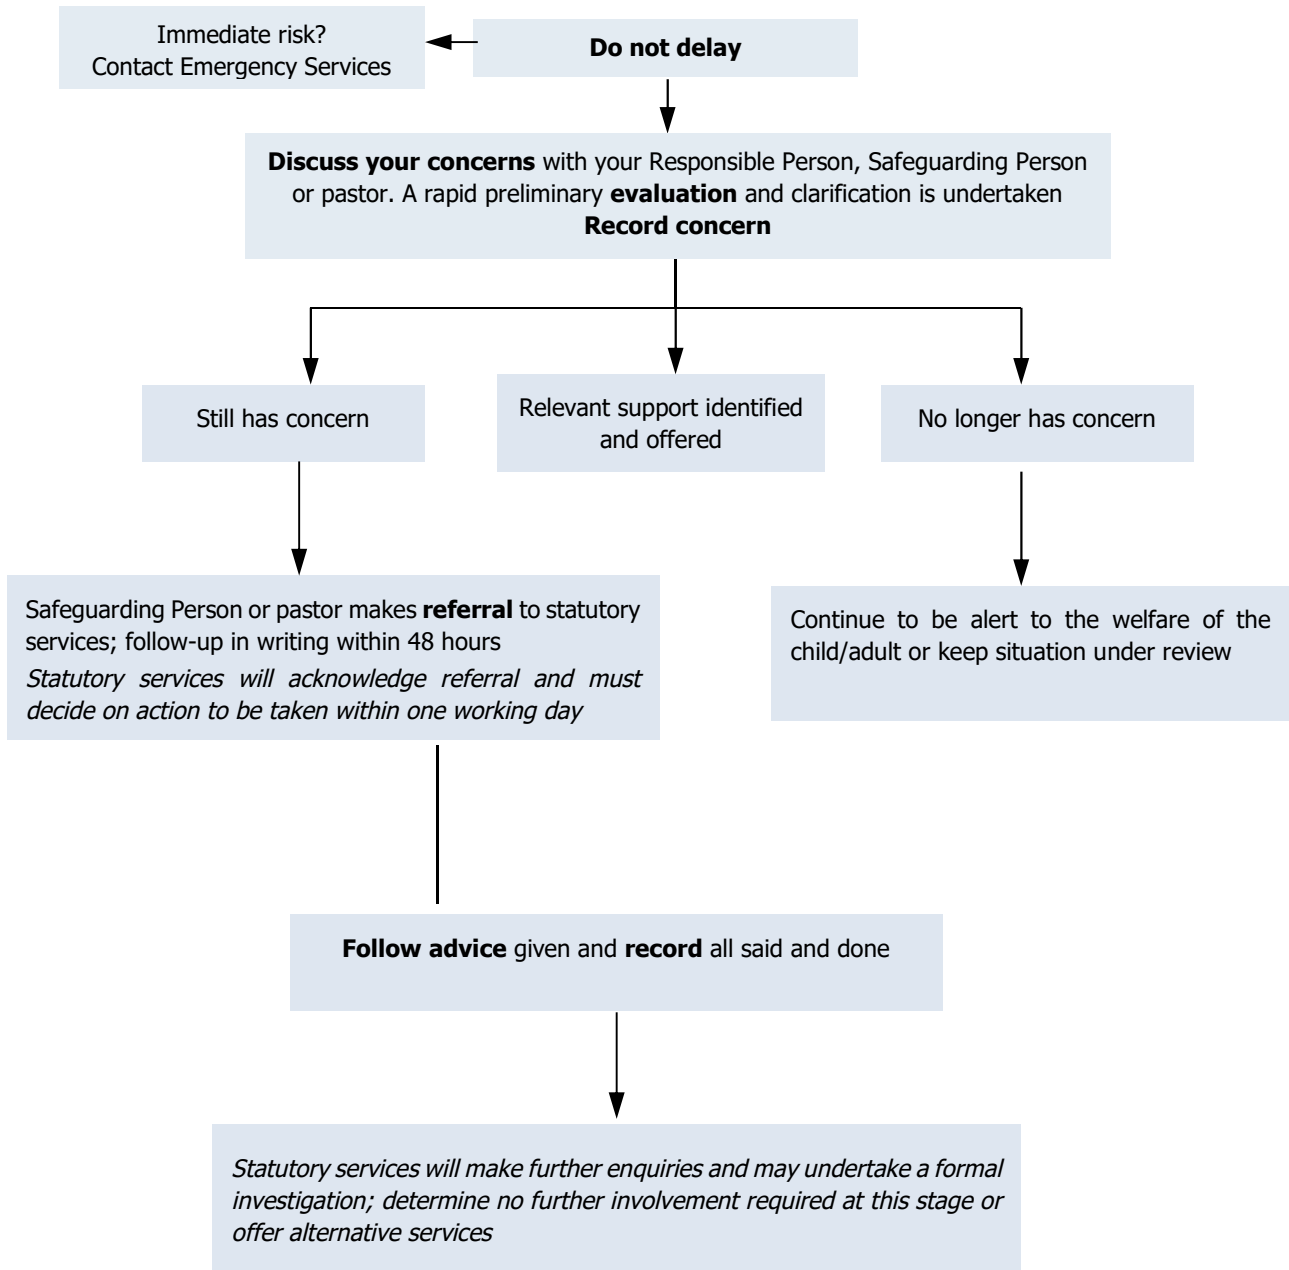 Immediate risk?
Contact Emergency Services
Do not delay
Discuss your concerns with your Responsible Person, Safeguarding Person
or pastor. A rapid preliminary evaluation and clarification is undertaken
Record concern
Still has concern
Relevant support identified
and offered
No longer has concern
Safeguarding Person or pastor makes referral to statutory
services; follow-up in writing within 48 hours
Statutory services will acknowledge referral and must
decide on action to be taken within one working day
Continue to be alert to the welfare of the
child/adult or keep situation under review
Follow advice given and record all said and done
Statutory services will make further enquiries and may undertake a formal
investigation; determine no further involvement required at this stage or
offer alternative services